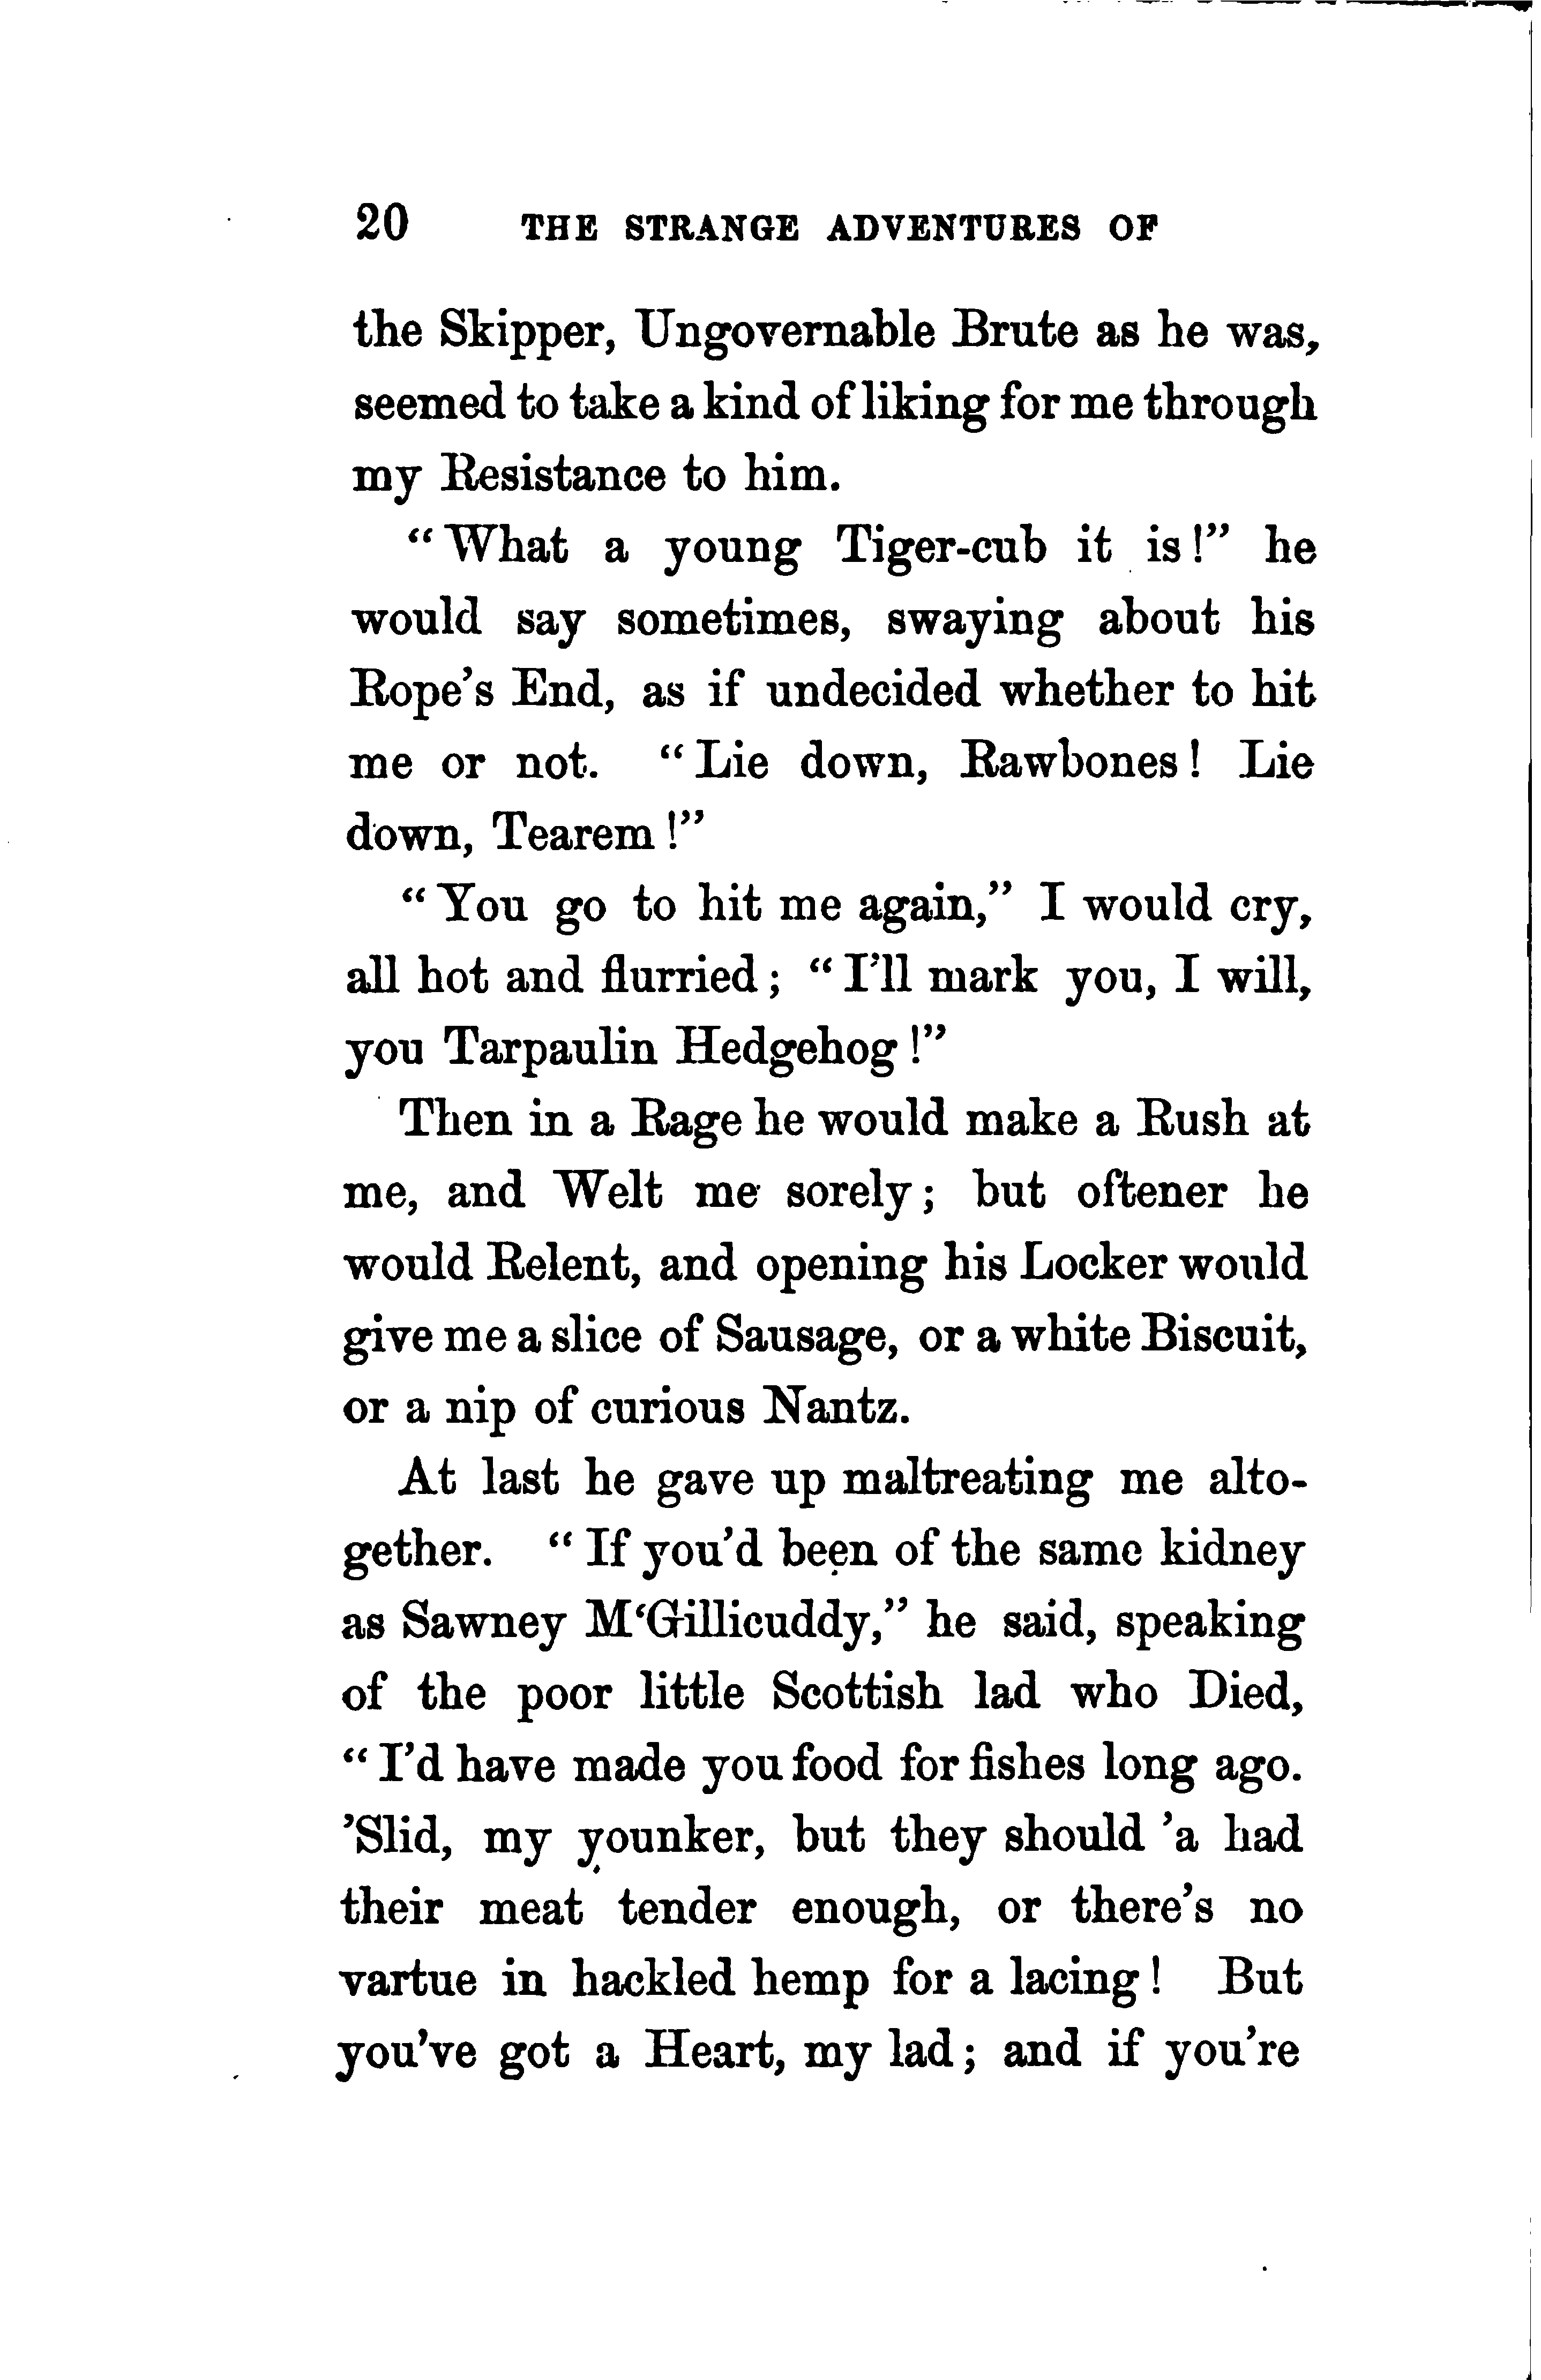 20 THE STRANGE ADVENTURES OF
the Skipper, Ungovernable Brute as he was,
seemed to take a kind of liking for me through
my Resistance to him.
“What a young Tiger-cub it is!” he
would say sometimes, swaying about his
Rope’s End, as if undecided whether to hit
me or not. “Lie down, Rawbones! Lie
down, Tearem!”
“You go to hit me again,” I would cry,
all hot and flurried; “I’ll mark you, I will,
you Tarpaulin Hedgehog!”
Then in a Rage he would make a Rush at
me, and Welt me sorely; but oftener he
would Relent, and opening his Locker would
give me a slice of Sausage, or a white Biscuit,
or a nip of curious Nantz.
At last he gave up maltreating me alto-
gether. “If you’d been of the same kidney
as Sawney M‘Gillicuddy,” he said, speaking
of the poor little Scottish lad who Died,
“I’d have made you food for fishes long ago.
’Slid, my younker, but they should ’a had
their meat tender enough, or there’s no
vartue in hackled hemp for a lacing! But
you’ve got a Heart, my lad; and if you’re